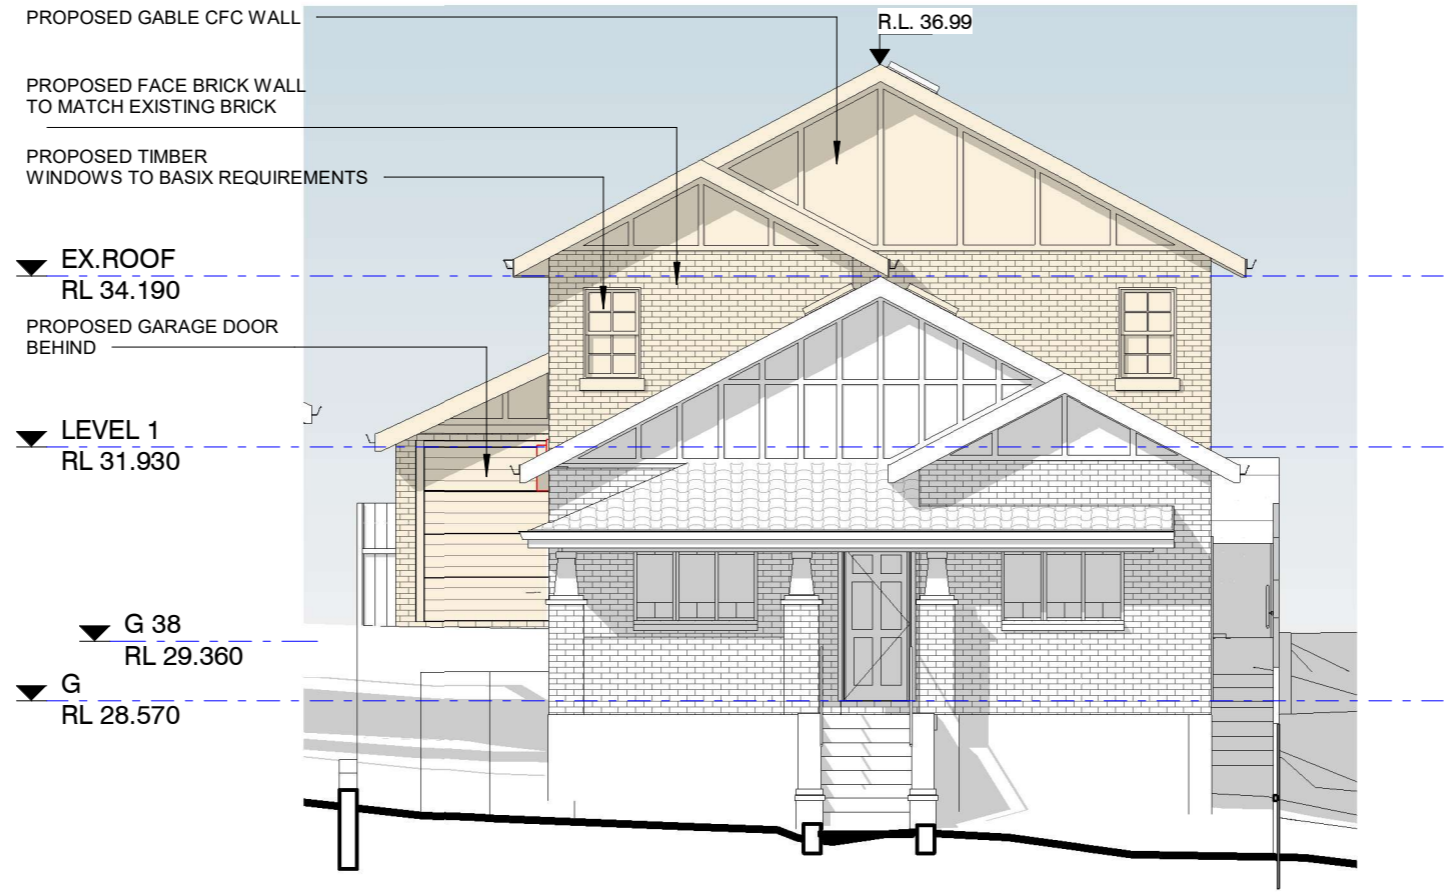 PROPOSED GABLE CFC WALL
R.L. 36.99
PROPOSED FACE BRICK WALL
TO MATCH EXISTING BRICK
PROPOSED TIMBER
WINDOWS TO BASIX REQUIREMENTS
EX.ROOF
RL 34.190
PROPOSED GARAGE DOOR
BEHIND
LEVEL 1
RL 31.930
G 38
RL 29.360
G
RL 28.570